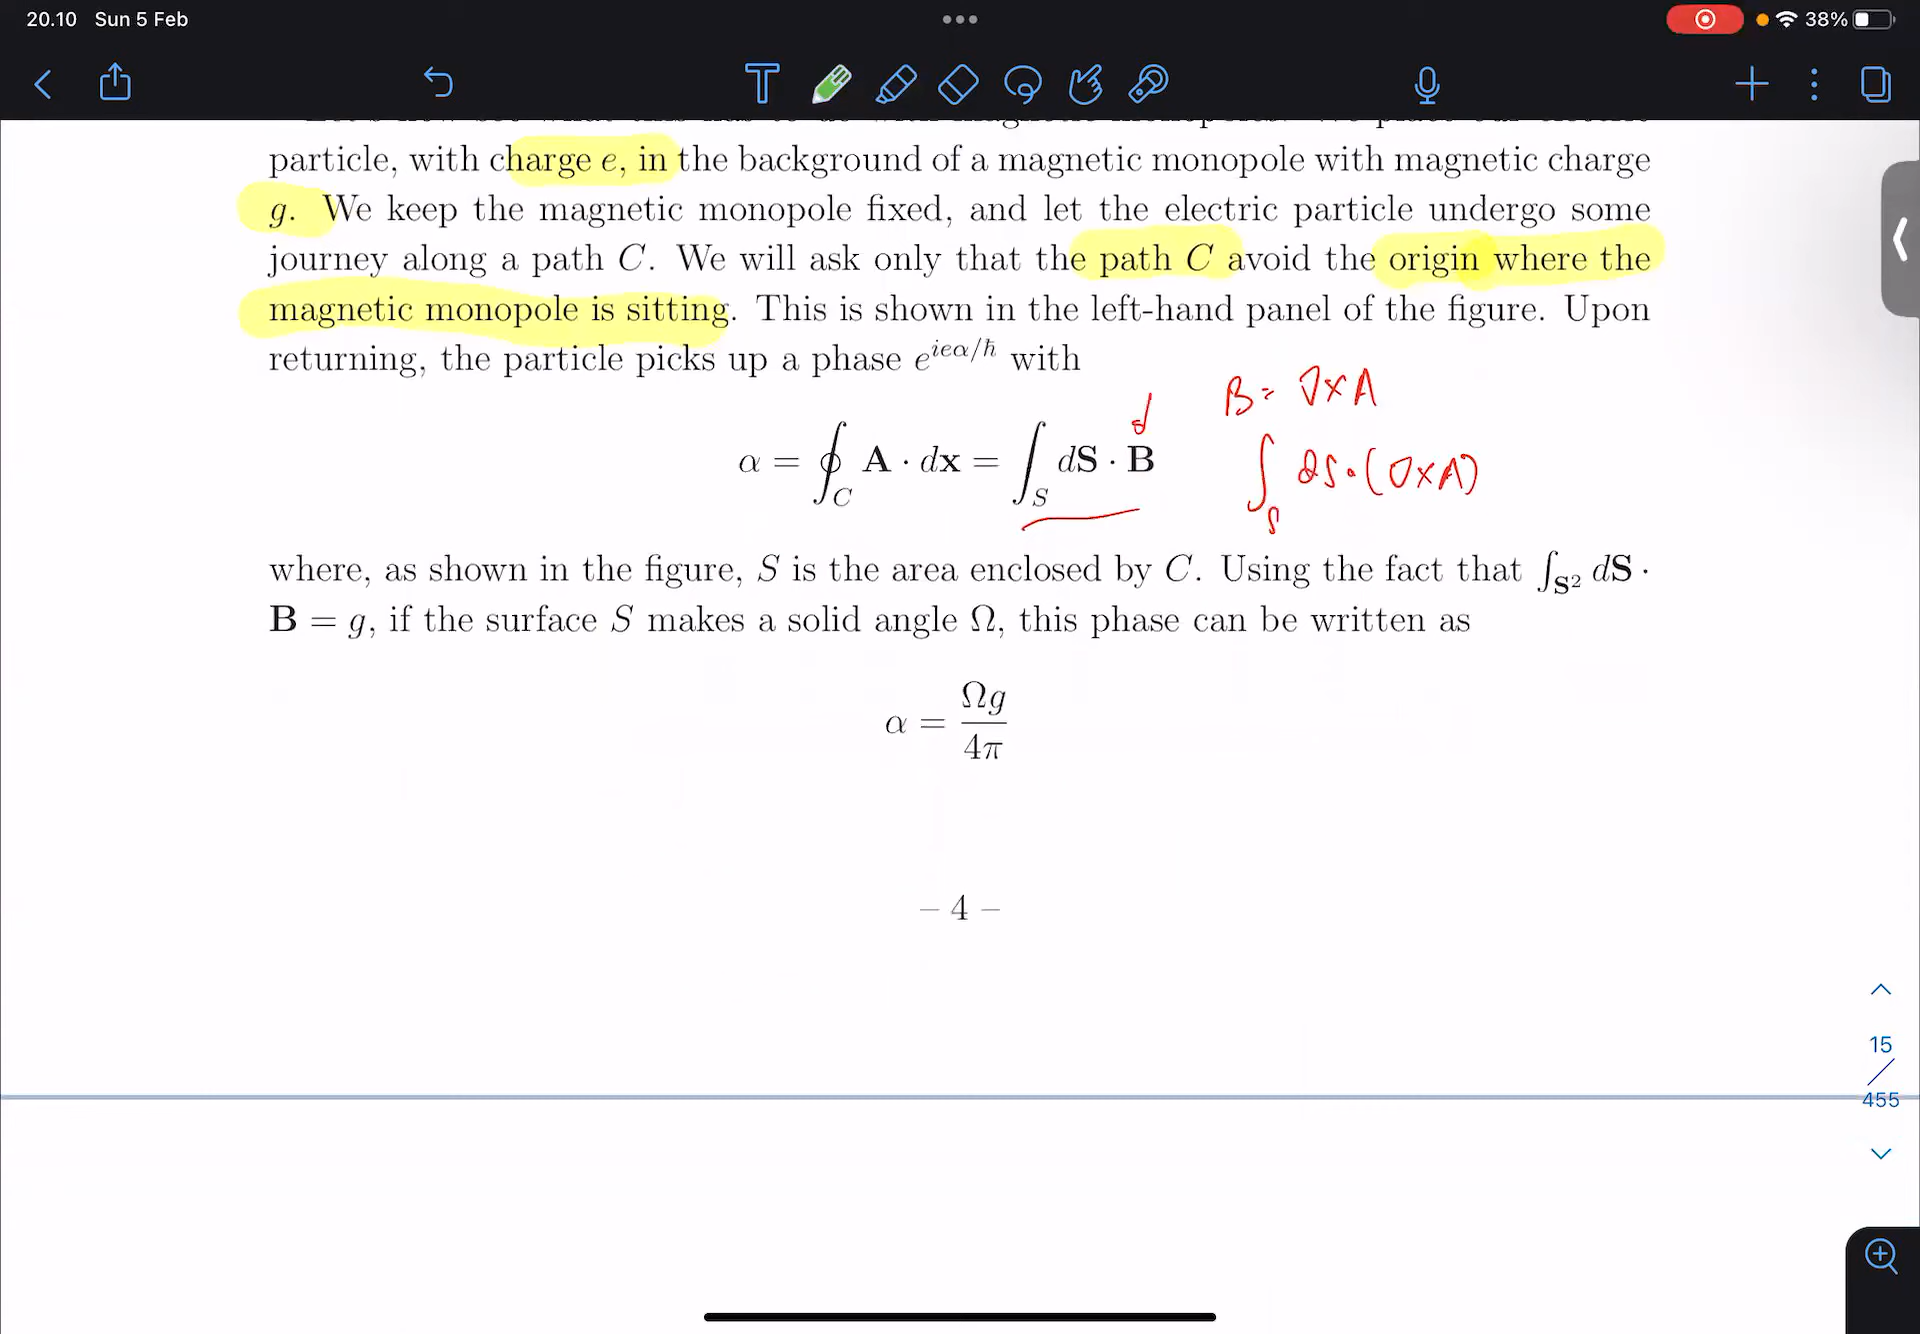 20.10 Sun 5 Feb
38%
particle, with charge e, in the background of a magnetic monopole with magnetic charge
g. We keep the magnetic monopole fixed, and let the electric particle undergo some
journey along a path C. We will ask only that the path C avoid the origin where the
magnetic monopole is sitting. This is shown in the left-hand panel of the figure. Upon
returning, the particle picks up a phase e^{ieα/ħ} with
B = ∇×A
α = ∮_C A · dx = ∫_S dS · B
∫_S dS·(∇×A)
where, as shown in the figure, S is the area enclosed by C. Using the fact that ∫_{S²} dS ·
B = g, if the surface S makes a solid angle Ω, this phase can be written as
α = Ωg / 4π
– 4 –
15
/
455